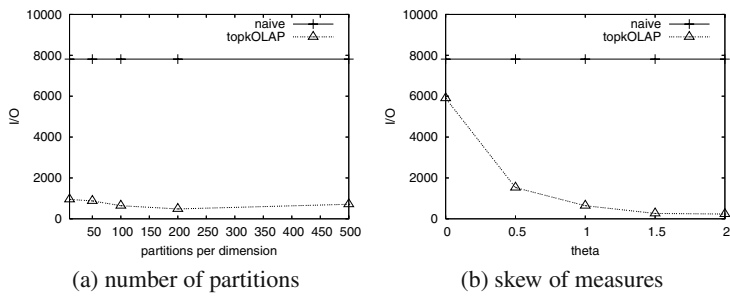 10000
8000
6000
4000
2000
0
I/O
naive
topkOLAP
50 100 150 200 250 300 350 400 450 500
partitions per dimension
(a) number of partitions
10000
8000
6000
4000
2000
0
I/O
naive
topkOLAP
0 0.5 1 1.5 2
theta
(b) skew of measures